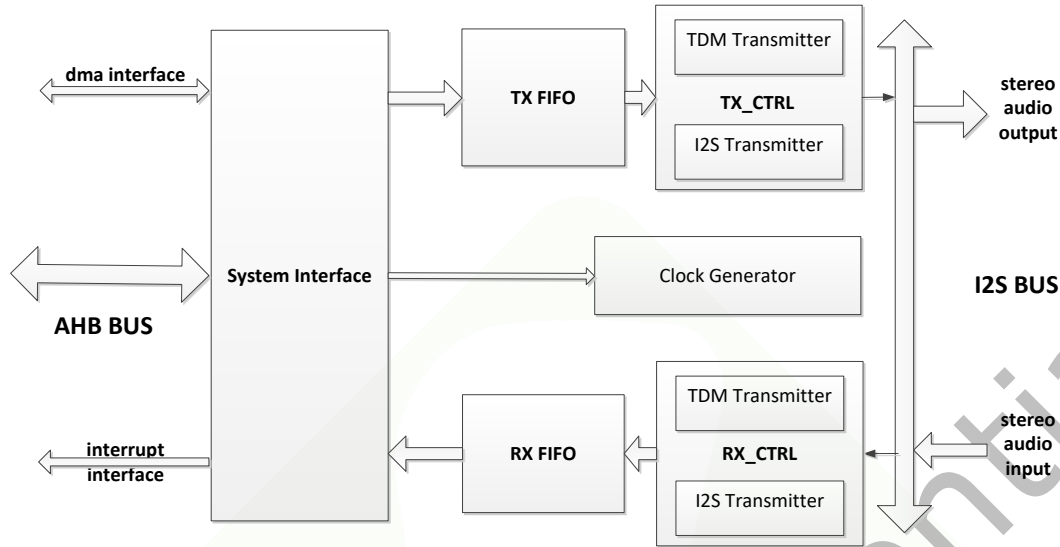 dma interface
AHB BUS
interrupt
interface
System Interface
TX FIFO
TDM Transmitter
TX_CTRL
I2S Transmitter
Clock Generator
RX FIFO
TDM Transmitter
RX_CTRL
I2S Transmitter
stereo
audio
output
I2S BUS
stereo
audio
input